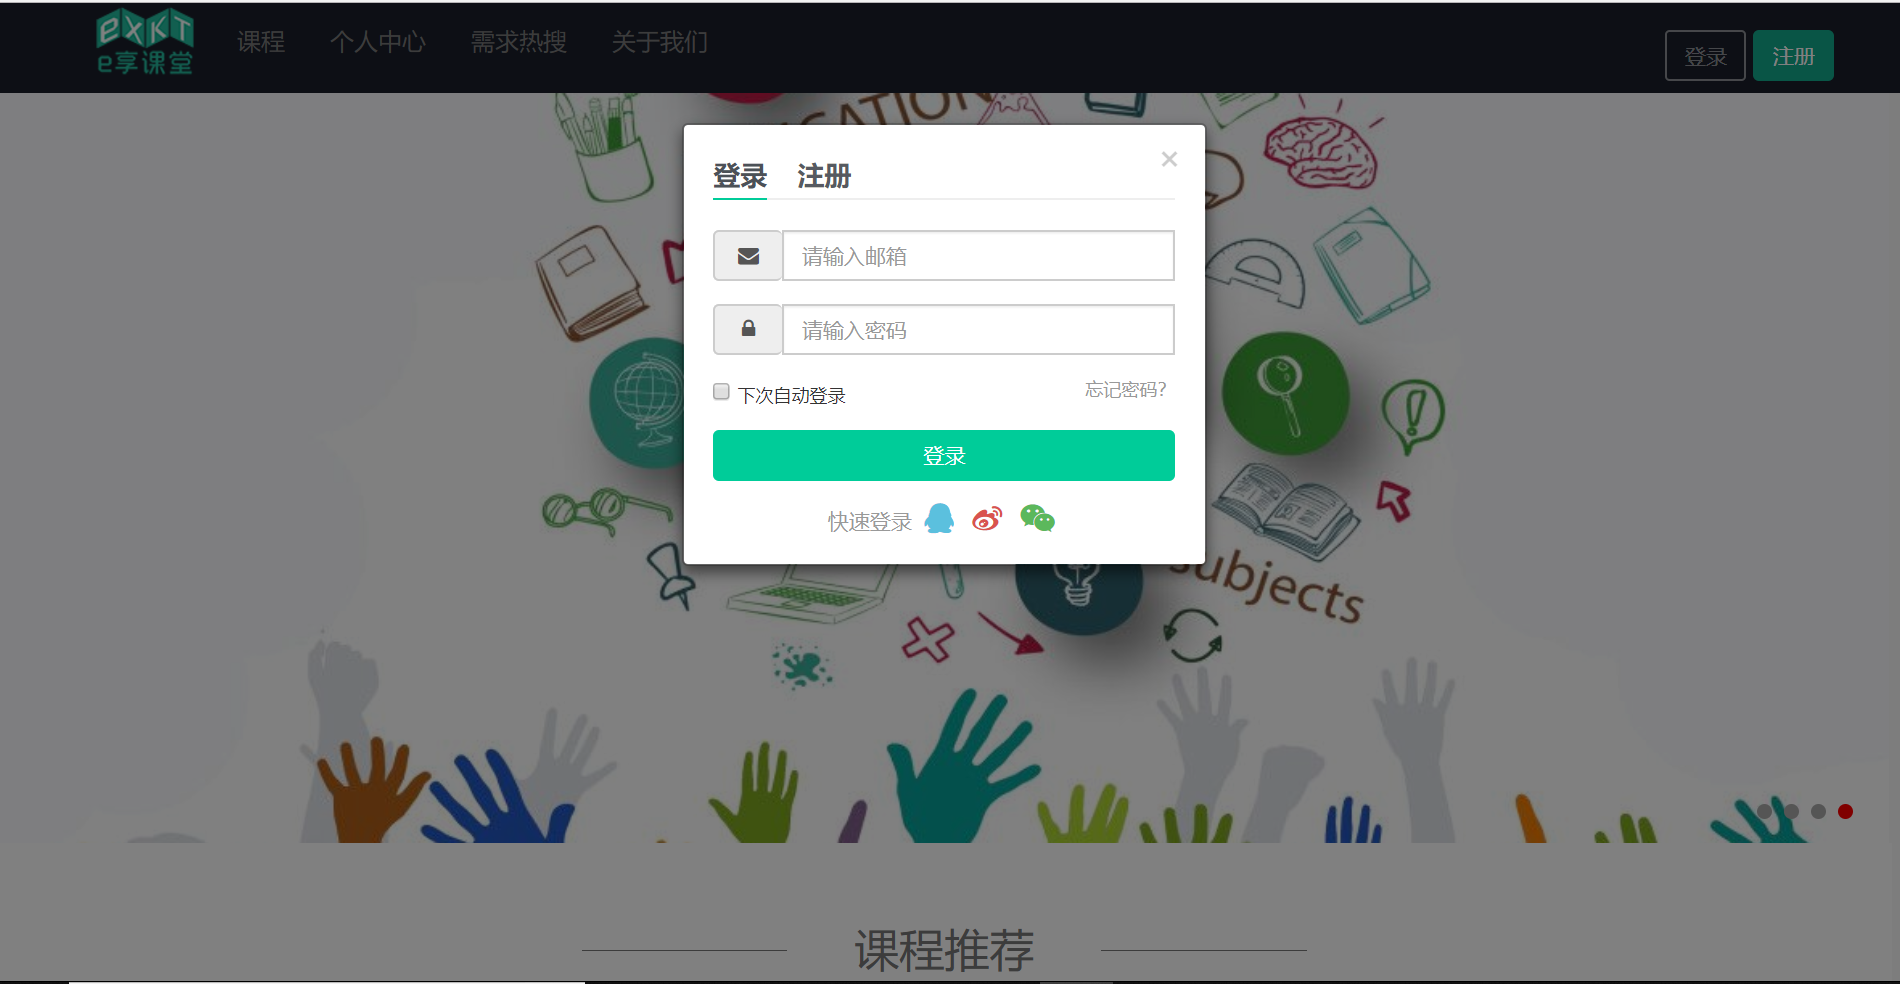 eXKT
e享课堂
课程 个人中心 需求热搜 关于我们
登录 注册
CATION
登录 注册
×
请输入邮箱
请输入密码
下次自动登录 忘记密码?
登录
快速登录
subjects
课程推荐